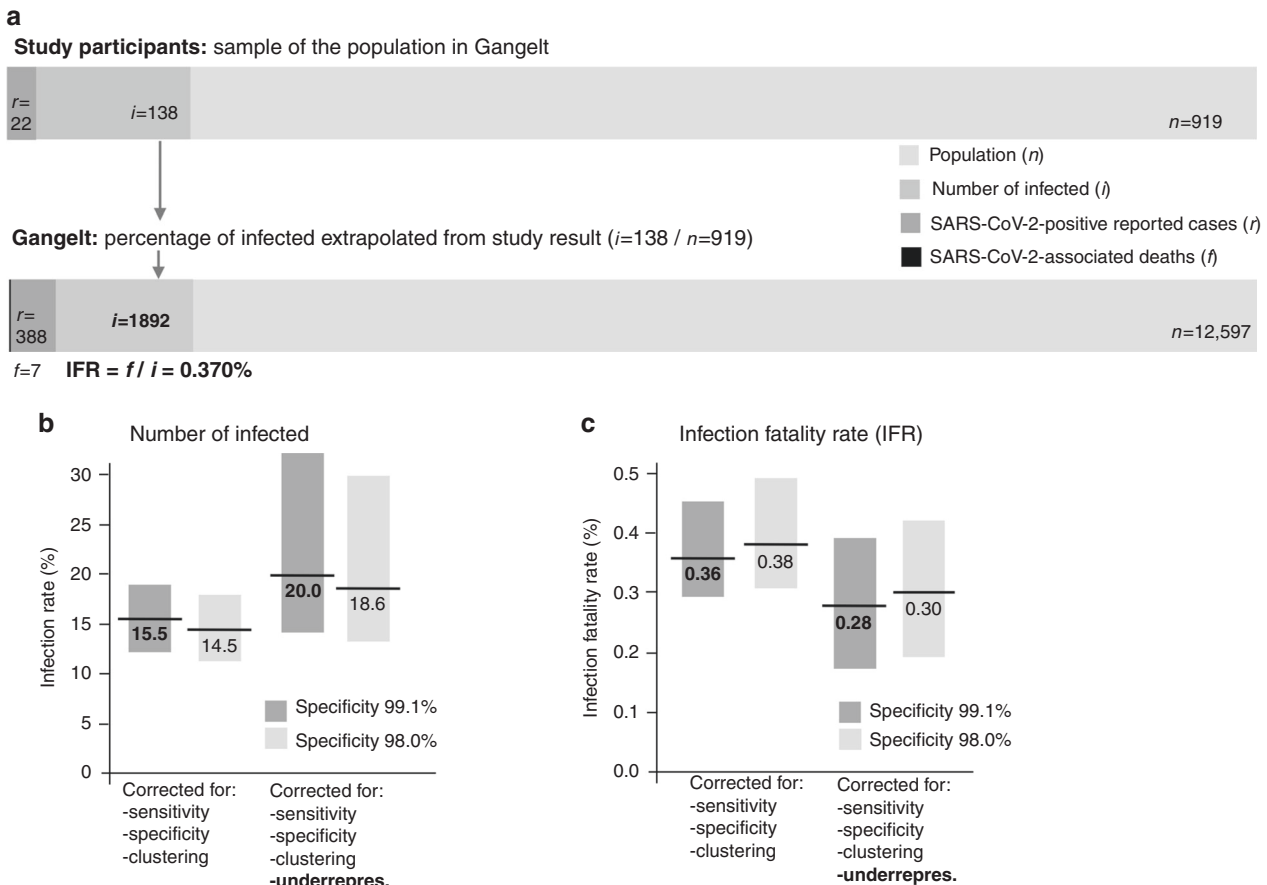 a
Study participants: sample of the population in Gangelt
r=
22
i=138
n=919
Population (n)
Number of infected (i)
SARS-CoV-2-positive reported cases (r)
SARS-CoV-2-associated deaths (f)
Gangelt: percentage of infected extrapolated from study result (i=138 / n=919)
r=
388
i=1892
n=12,597
f=7 IFR = f / i = 0.370%
b
Number of infected
Infection rate (%)
30
25
20
15
10
5
0
15.5
14.5
20.0
18.6
Specificity 99.1%
Specificity 98.0%
Corrected for:
-sensitivity
-specificity
-clustering
Corrected for:
-sensitivity
-specificity
-clustering
-underrepres.
c
Infection fatality rate (IFR)
Infection fatality rate (%)
0.5
0.4
0.3
0.2
0.1
0.0
0.36
0.38
0.28
0.30
Specificity 99.1%
Specificity 98.0%
Corrected for:
-sensitivity
-specificity
-clustering
Corrected for:
-sensitivity
-specificity
-clustering
-underrepres.